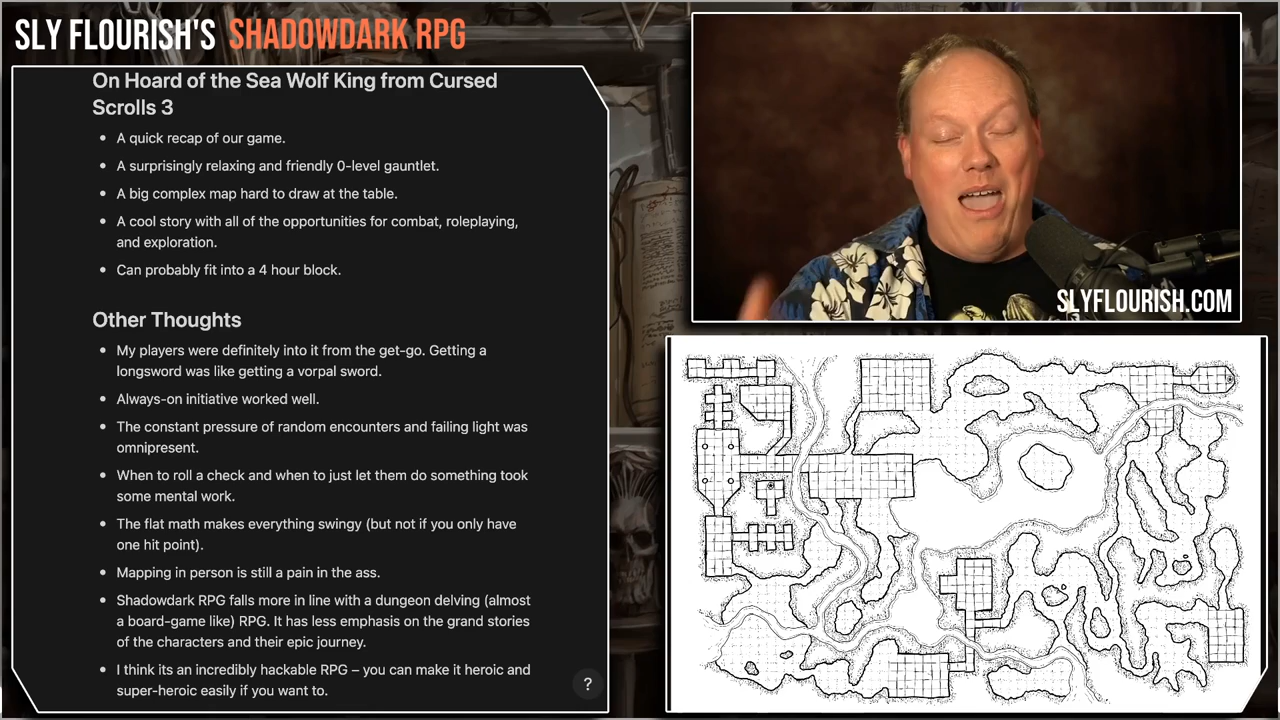 SLY FLOURISH'S SHADOWDARK RPG
On Hoard of the Sea Wolf King from Cursed
Scrolls 3
• A quick recap of our game.
• A surprisingly relaxing and friendly 0-level gauntlet.
• A big complex map hard to draw at the table.
• A cool story with all of the opportunities for combat, roleplaying,
and exploration.
• Can probably fit into a 4 hour block.
Other Thoughts
• My players were definitely into it from the get-go. Getting a
longsword was like getting a vorpal sword.
• Always-on initiative worked well.
• The constant pressure of random encounters and failing light was
omnipresent.
• When to roll a check and when to just let them do something took
some mental work.
• The flat math makes everything swingy (but not if you only have
one hit point).
• Mapping in person is still a pain in the ass.
• Shadowdark RPG falls more in line with a dungeon delving (almost
a board-game like) RPG. It has less emphasis on the grand stories
of the characters and their epic journey.
• I think its an incredibly hackable RPG – you can make it heroic and
super-heroic easily if you want to.
?
SLYFLOURISH.COM